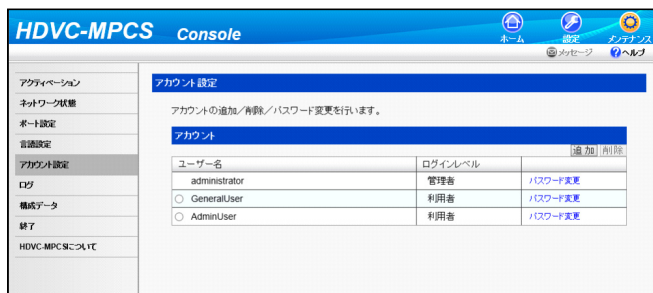 HDVC-MPCS Console
ホーム 設定 メンテナンス
メッセージ ヘルプ
アクティベーション
ネットワーク状態
ポート設定
言語設定
アカウント設定
ログ
構成データ
終了
HDVC-MPCSについて
アカウント設定
アカウントの追加／削除／パスワード変更を行います。
アカウント
追加 削除
ユーザー名 ログインレベル
administrator 管理者 パスワード変更
GeneralUser 利用者 パスワード変更
AdminUser 利用者 パスワード変更